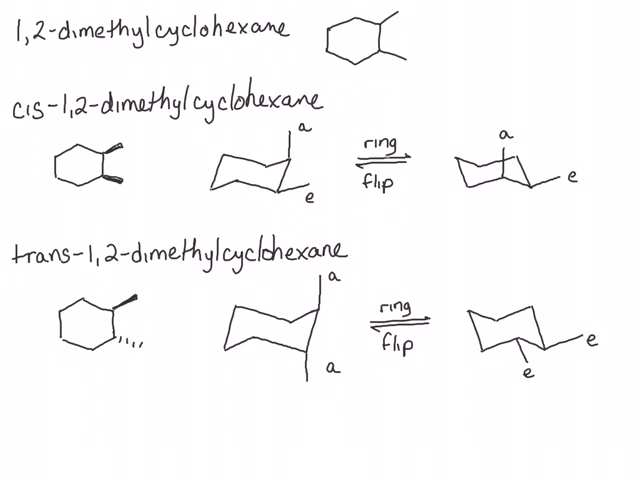 1,2-dimethylcyclohexane
cis-1,2-dimethylcyclohexane
a
e
ring
flip
a
e
trans-1,2-dimethylcyclohexane
a
a
ring
flip
e
e